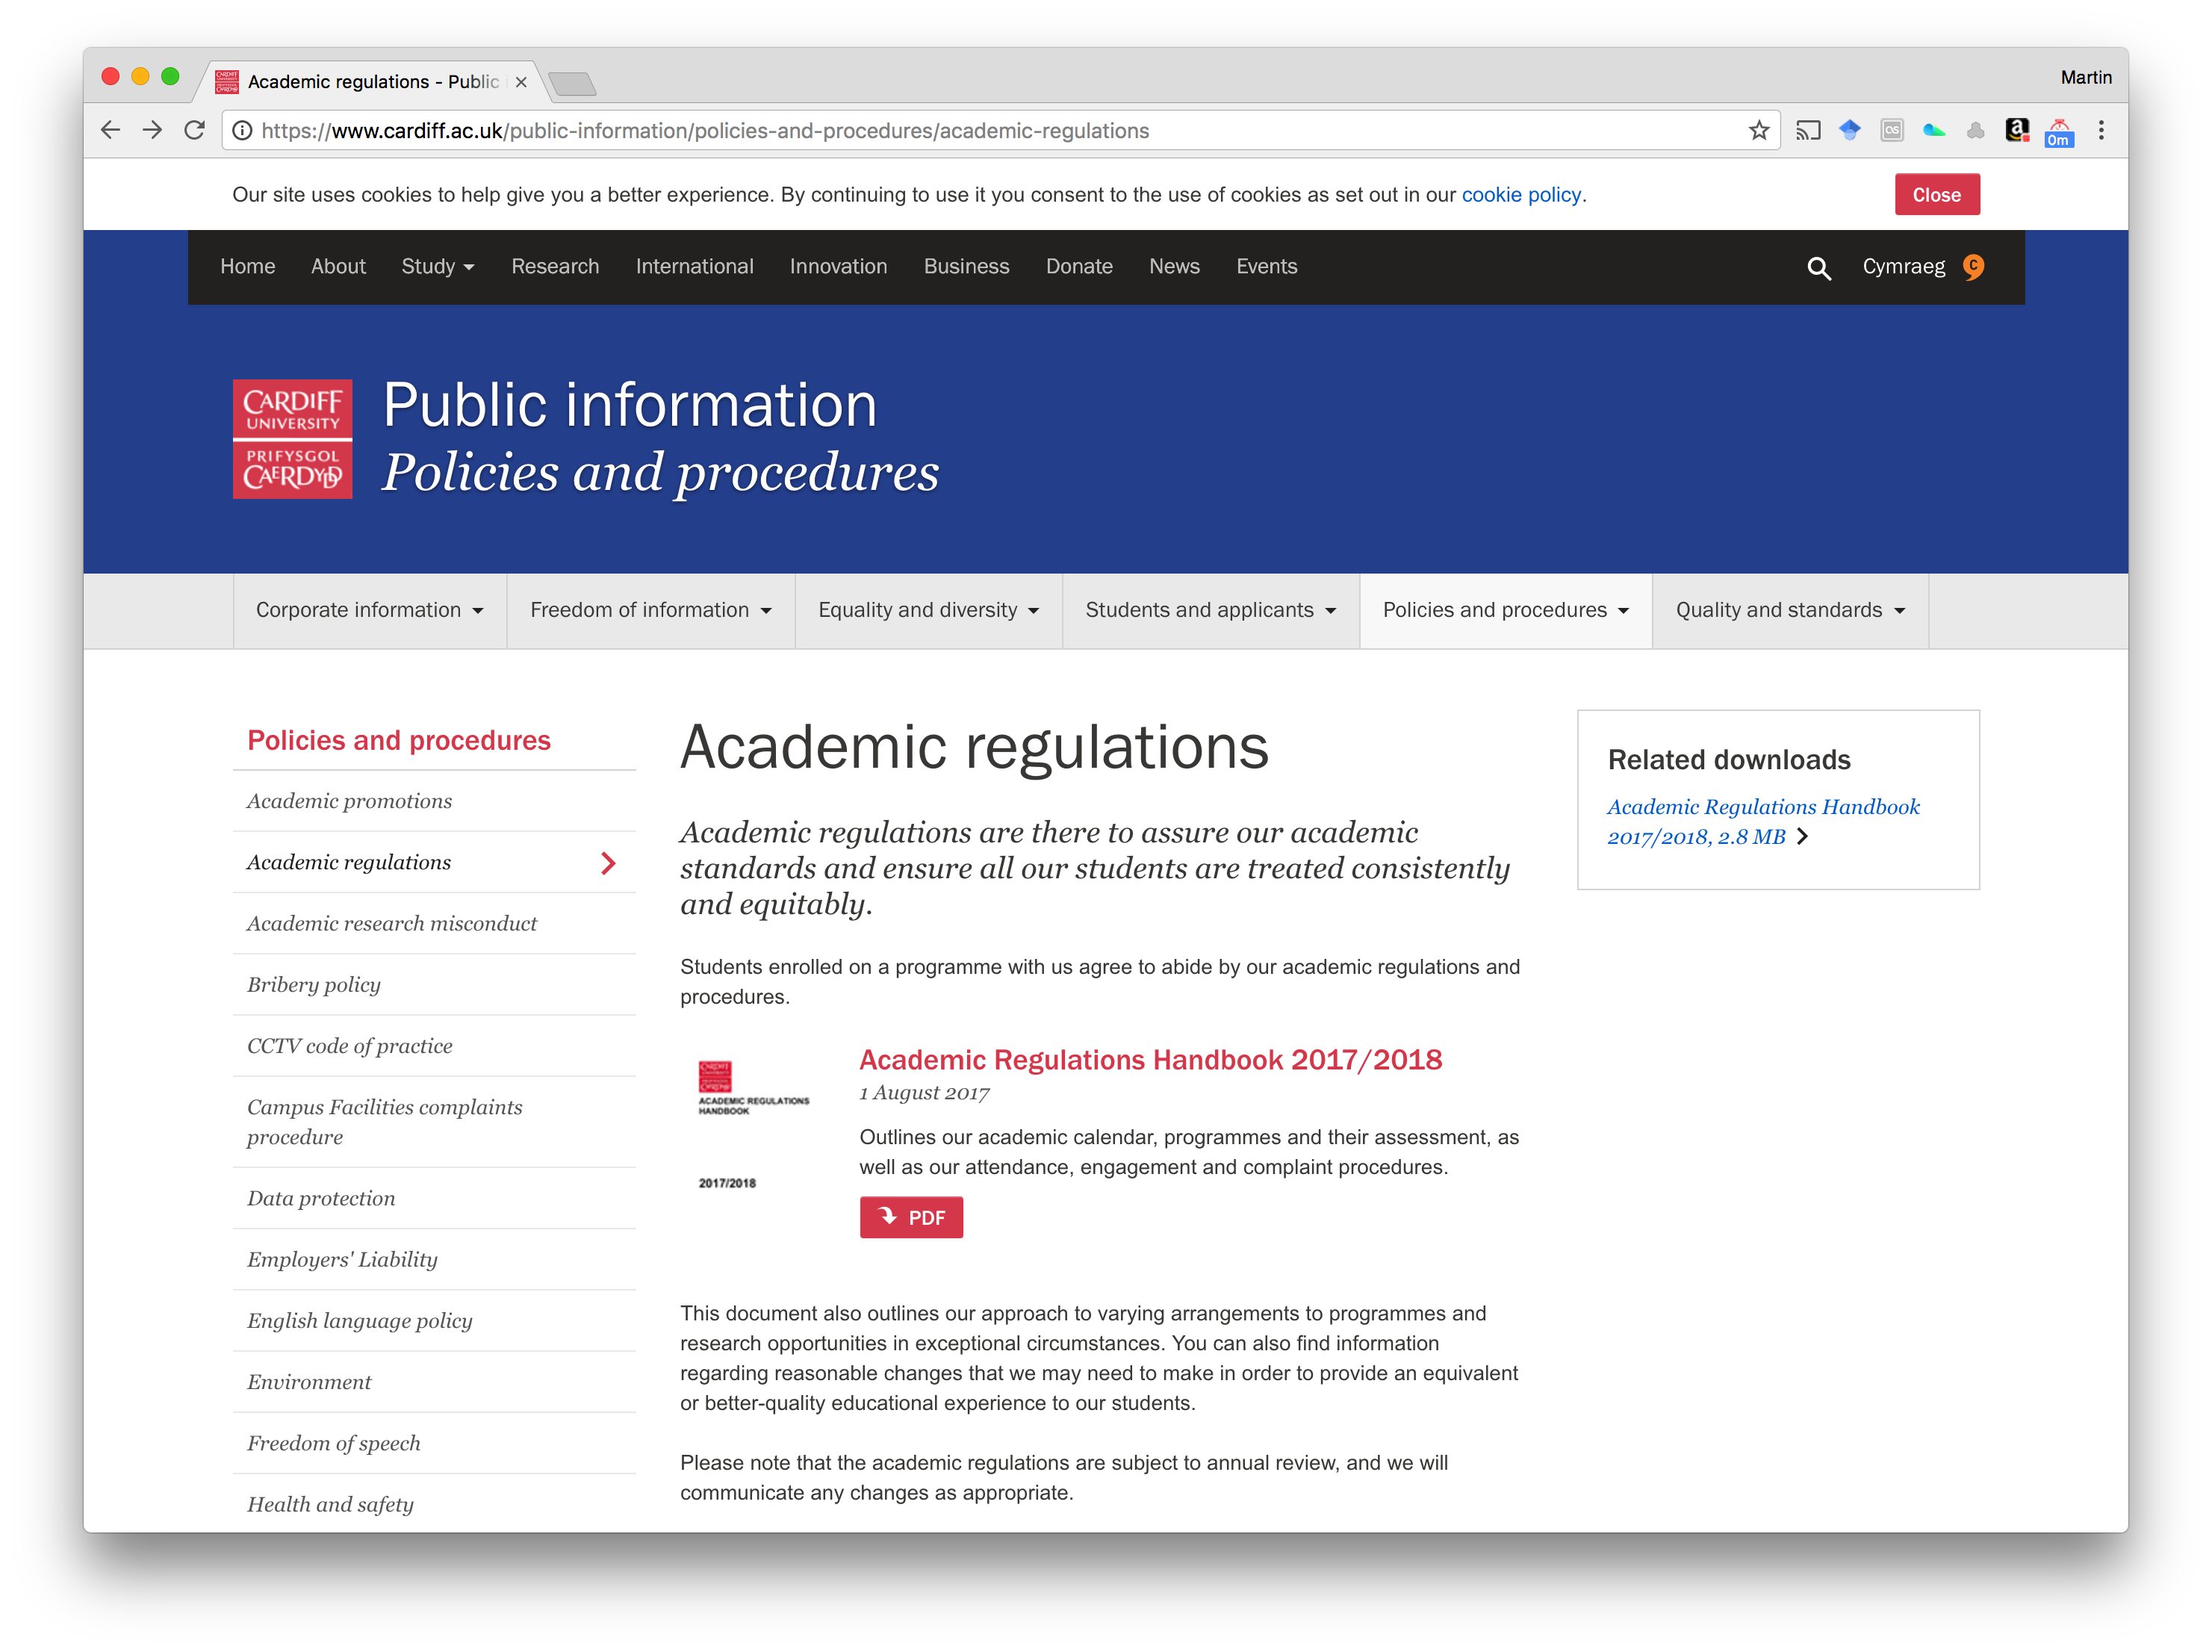 Academic regulations - Public
Martin
https://www.cardiff.ac.uk/public-information/policies-and-procedures/academic-regulations
as
a
0m
Our site uses cookies to help give you a better experience. By continuing to use it you consent to the use of cookies as set out in our cookie policy.
Close
Home About Study Research International Innovation Business Donate News Events
Cymraeg C
CARDIFF
UNIVERSITY
PRIFYSGOL
CAERDYDD
Public information
Policies and procedures
Corporate information Freedom of information Equality and diversity Students and applicants Policies and procedures Quality and standards
Policies and procedures
Academic promotions
Academic regulations
Academic research misconduct
Bribery policy
CCTV code of practice
Campus Facilities complaints
procedure
Data protection
Employers' Liability
English language policy
Environment
Freedom of speech
Health and safety
Academic regulations
Academic regulations are there to assure our academic
standards and ensure all our students are treated consistently
and equitably.
Students enrolled on a programme with us agree to abide by our academic regulations and
procedures.
CARDIFF
UNIVERSITY
PRIFYSGOL
CAERDYDD
ACADEMIC REGULATIONS
HANDBOOK
2017/2018
Academic Regulations Handbook 2017/2018
1 August 2017
Outlines our academic calendar, programmes and their assessment, as
well as our attendance, engagement and complaint procedures.
PDF
This document also outlines our approach to varying arrangements to programmes and
research opportunities in exceptional circumstances. You can also find information
regarding reasonable changes that we may need to make in order to provide an equivalent
or better-quality educational experience to our students.
Please note that the academic regulations are subject to annual review, and we will
communicate any changes as appropriate.
Related downloads
Academic Regulations Handbook
2017/2018, 2.8 MB